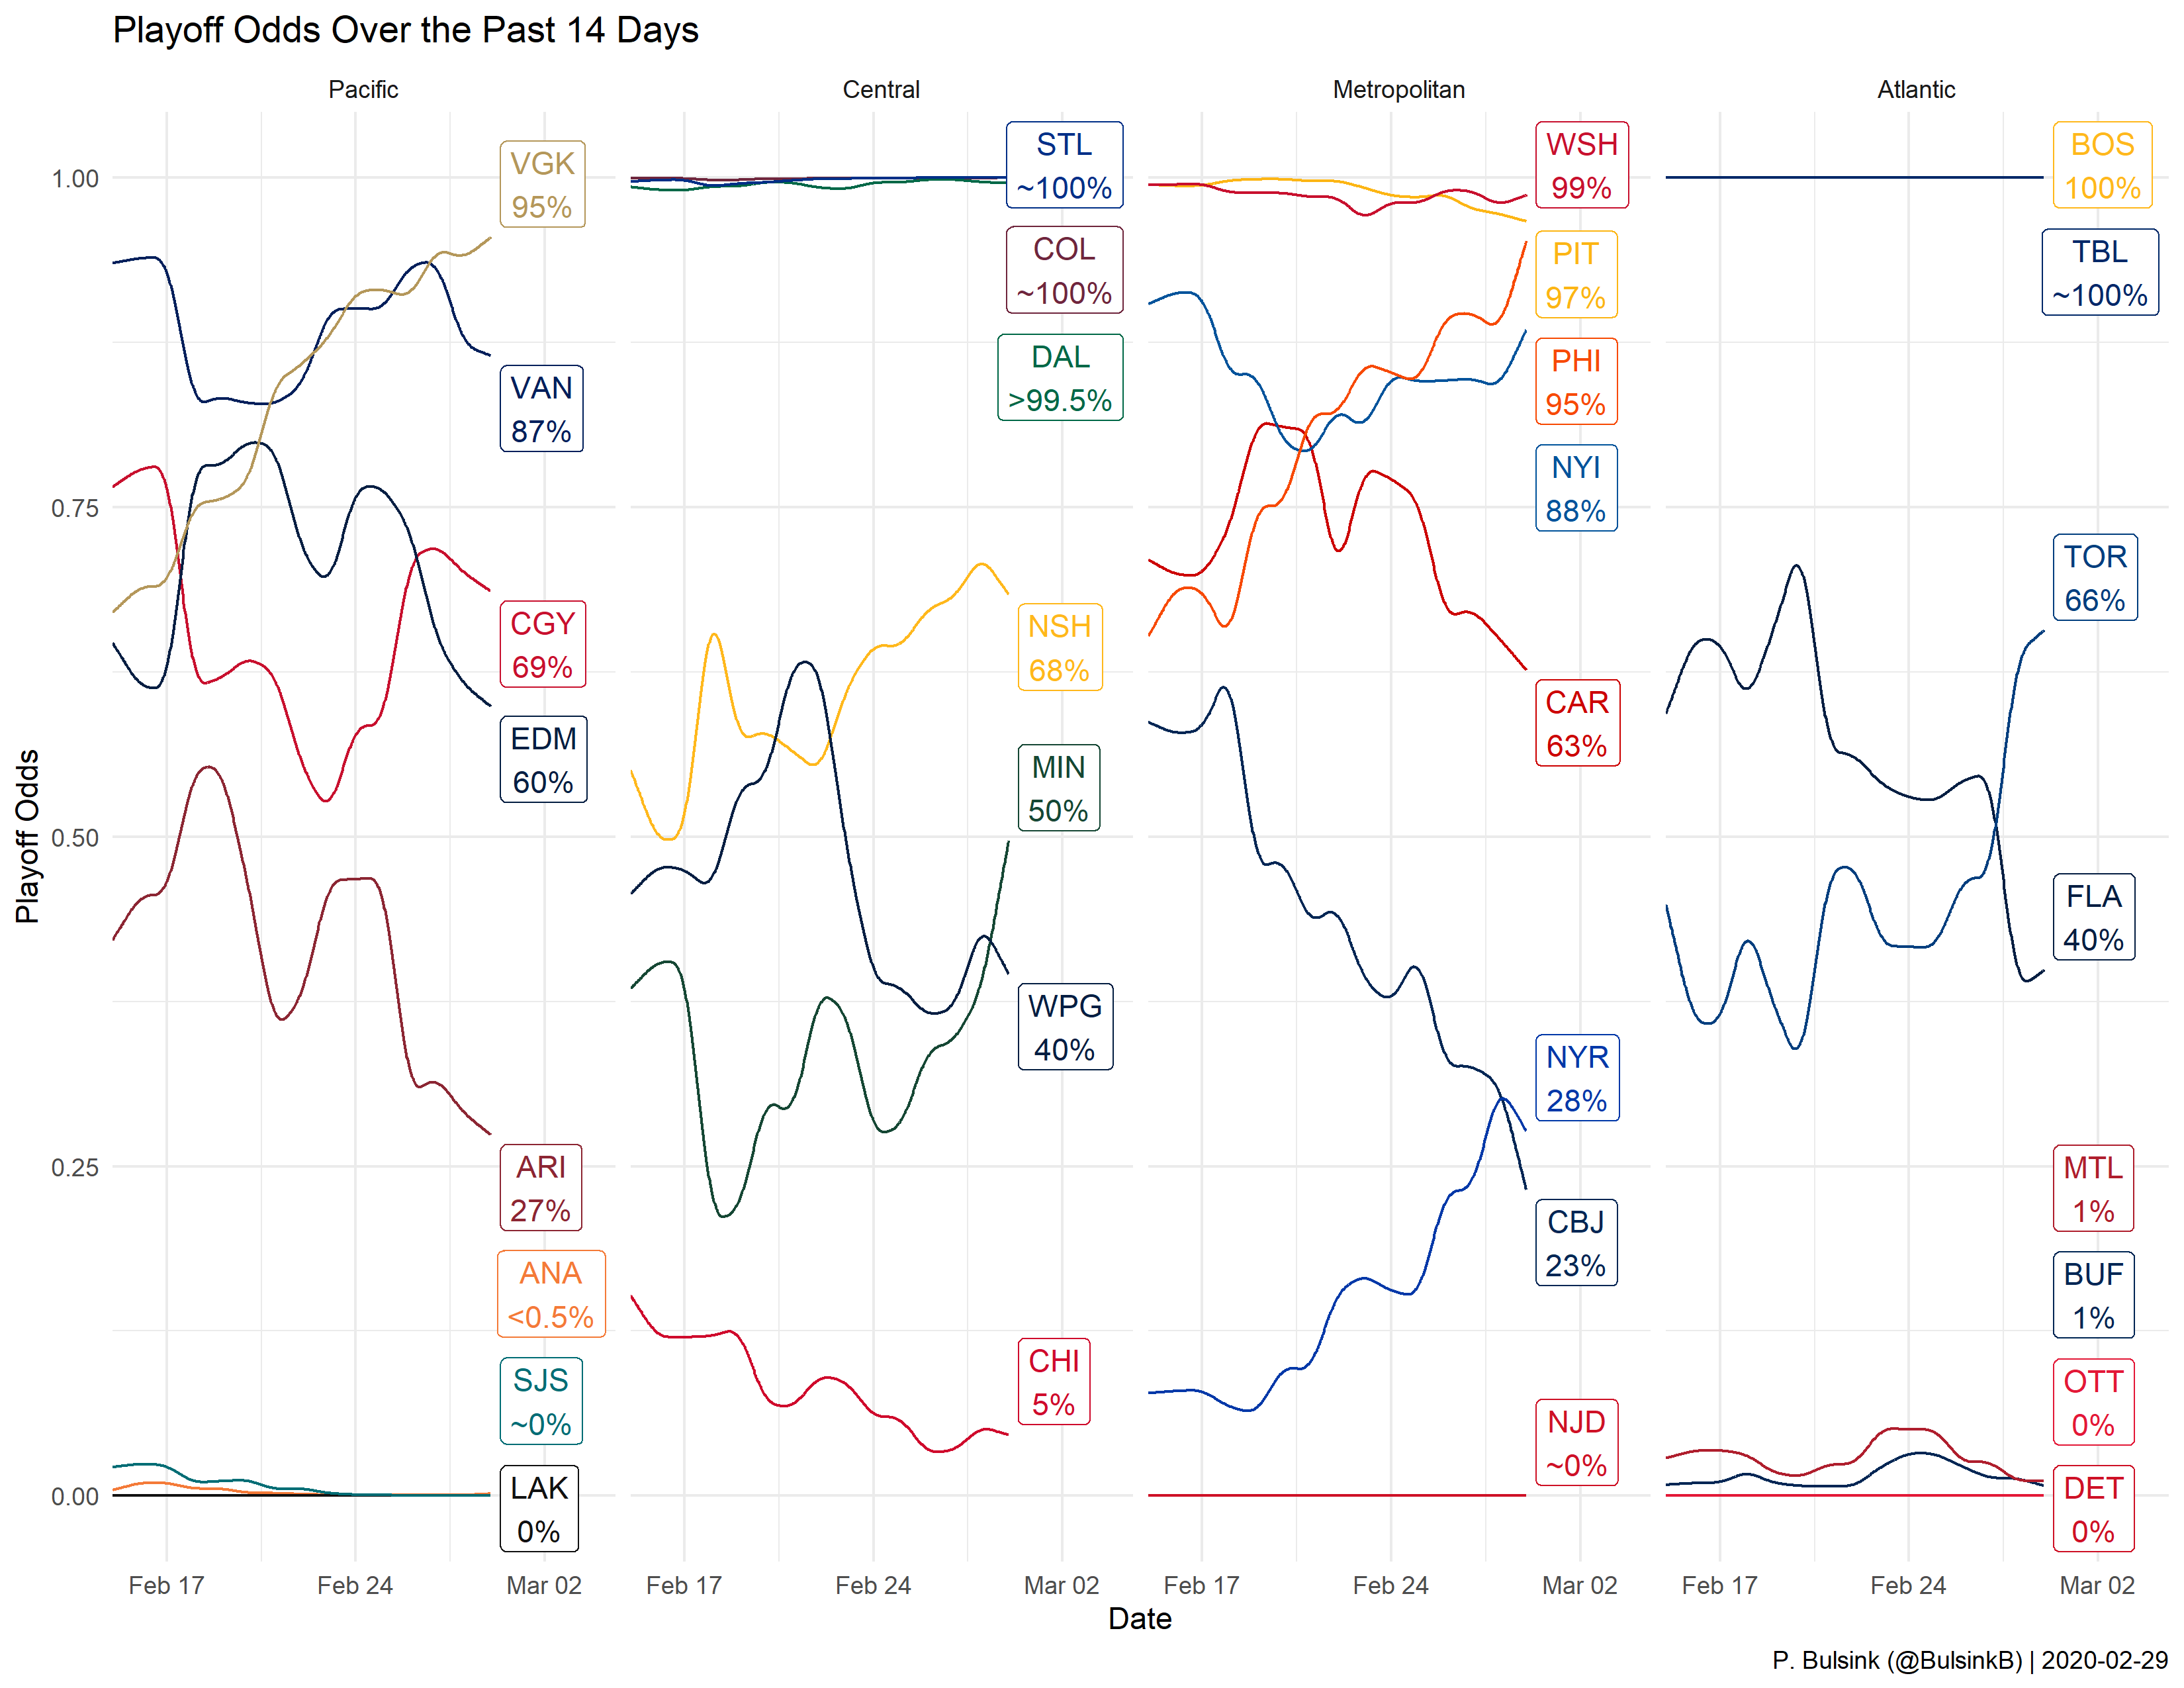 Playoff Odds Over the Past 14 Days
Pacific
Central
Metropolitan
Atlantic
Playoff Odds
1.00
0.75
0.50
0.25
0.00
VGK
95%
VAN
87%
CGY
69%
EDM
60%
ARI
27%
ANA
<0.5%
SJS
~0%
LAK
0%
STL
~100%
COL
~100%
DAL
>99.5%
NSH
68%
MIN
50%
WPG
40%
CHI
5%
WSH
99%
PIT
97%
PHI
95%
NYI
88%
CAR
63%
NYR
28%
CBJ
23%
NJD
~0%
BOS
100%
TBL
~100%
TOR
66%
FLA
40%
MTL
1%
BUF
1%
OTT
0%
DET
0%
Feb 17
Feb 24
Mar 02
Feb 17
Feb 24
Mar 02
Feb 17
Feb 24
Mar 02
Feb 17
Feb 24
Mar 02
Date
P. Bulsink (@BulsinkB) | 2020-02-29